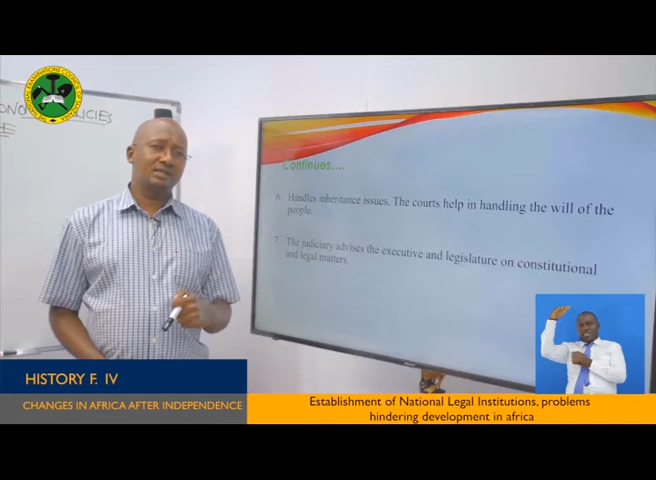 CIES
Continues....
6 Handles inheritance issues. The courts help in handling the will of the
people.
7. The judiciary advises the executive and legislature on constitutional
and legal matters.
HISTORY F. IV
CHANGES IN AFRICA AFTER INDEPENDENCE
Establishment of National Legal Institutions, problems
hindering development in africa